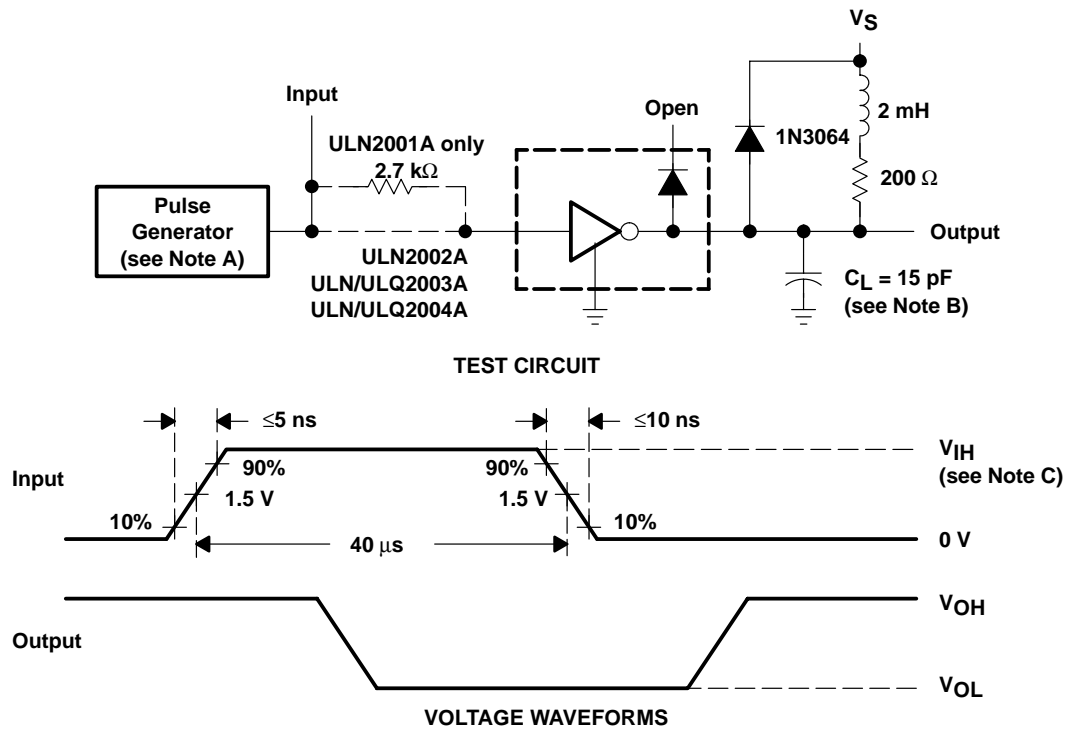 VS
Input
Open
2 mH
ULN2001A only
1N3064
2.7 kΩ
200 Ω
Pulse
Generator
(see Note A)
Output
ULN2002A
ULN/ULQ2003A
ULN/ULQ2004A
CL = 15 pF
(see Note B)
TEST CIRCUIT
≤5 ns
≤10 ns
VIH
(see Note C)
Input
90%
90%
1.5 V
1.5 V
10%
10%
40 μs
0 V
VOH
Output
VOL
VOLTAGE WAVEFORMS